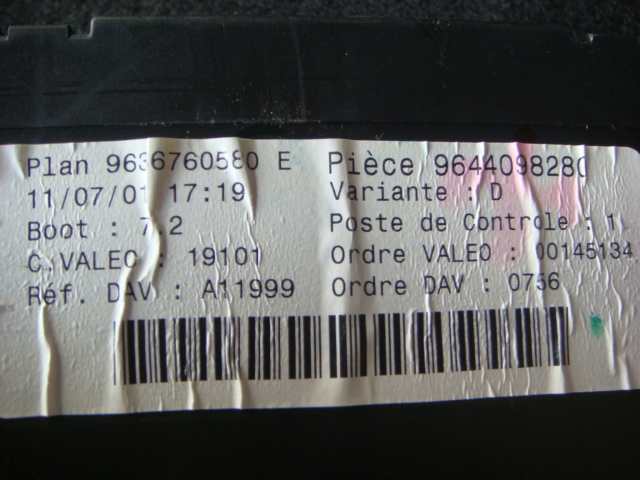 Plan 9636760580 E Pièce 9644098280
11/07/01 17:19 Variante : D
Boot : 7.2 Poste de Controle : 1
C.VALEO : 19101 Ordre VALEO : 00145134
Réf. DAV : A11999 Ordre DAV : 0756